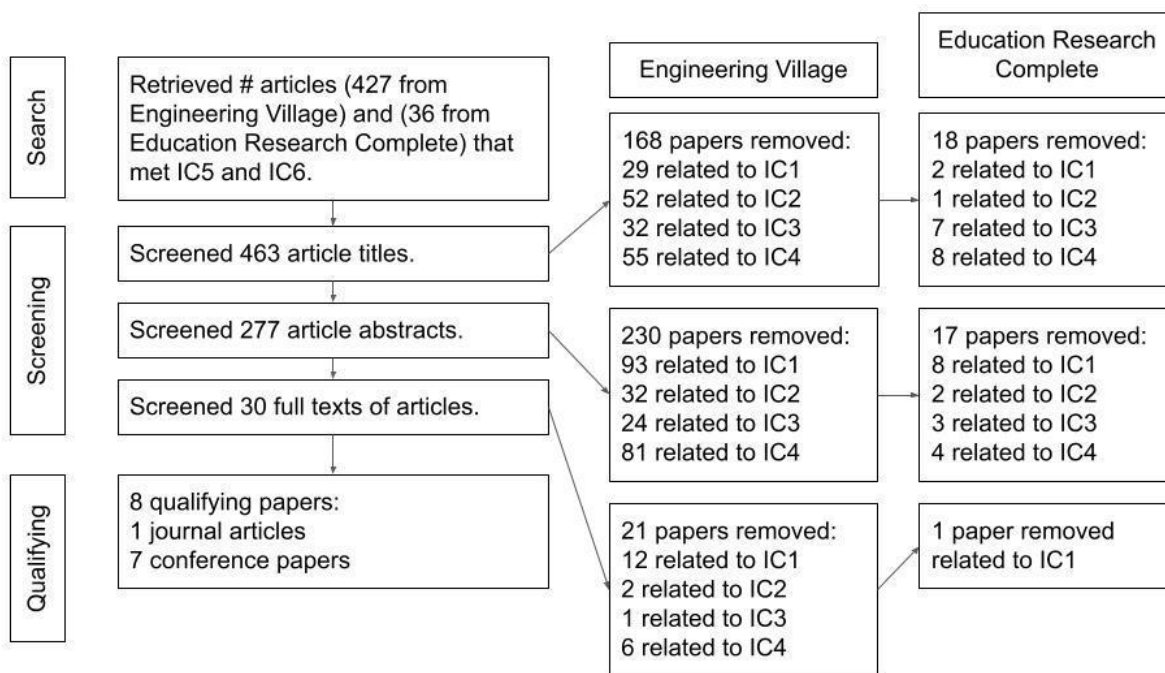 Search
Retrieved # articles (427 from
Engineering Village) and (36 from
Education Research Complete) that
met IC5 and IC6.
Engineering Village
Education Research
Complete
168 papers removed:
29 related to IC1
52 related to IC2
32 related to IC3
55 related to IC4
18 papers removed:
2 related to IC1
1 related to IC2
7 related to IC3
8 related to IC4
Screening
Screened 463 article titles.
Screened 277 article abstracts.
Screened 30 full texts of articles.
230 papers removed:
93 related to IC1
32 related to IC2
24 related to IC3
81 related to IC4
17 papers removed:
8 related to IC1
2 related to IC2
3 related to IC3
4 related to IC4
Qualifying
8 qualifying papers:
1 journal articles
7 conference papers
21 papers removed:
12 related to IC1
2 related to IC2
1 related to IC3
6 related to IC4
1 paper removed
related to IC1